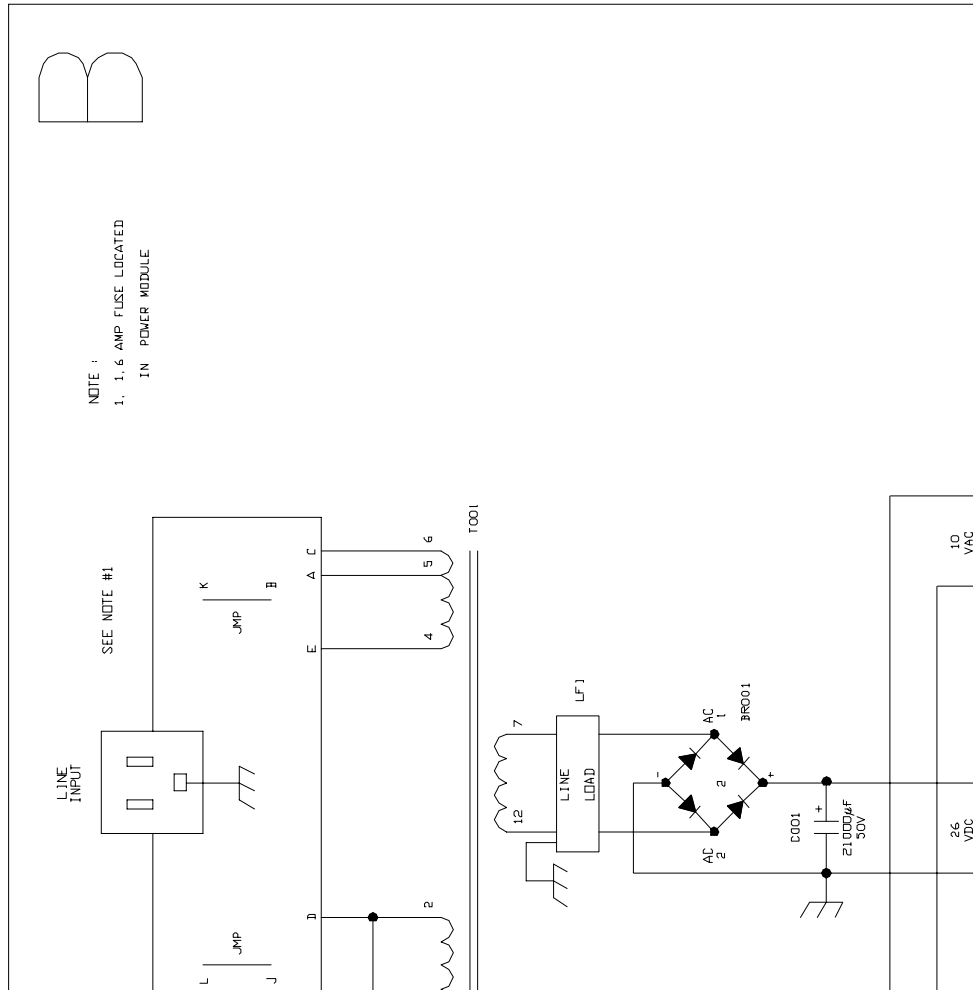 B
NOTE :
1. 1.6 AMP FUSE LOCATED
IN POWER MODULE
SEE NOTE #1
LINE
INPUT
K
JMP
B
C
A
E
6
5
4
T001
L
JMP
J
D
2
7
12
LF1
LINE
LOAD
AC
1
BR001
-
2
+
AC
2
C001
+
21000µF
50V
10
VAC
26
VDC